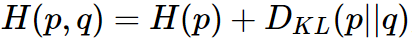 H(p, q) = H(p) + D_{KL}(p||q)